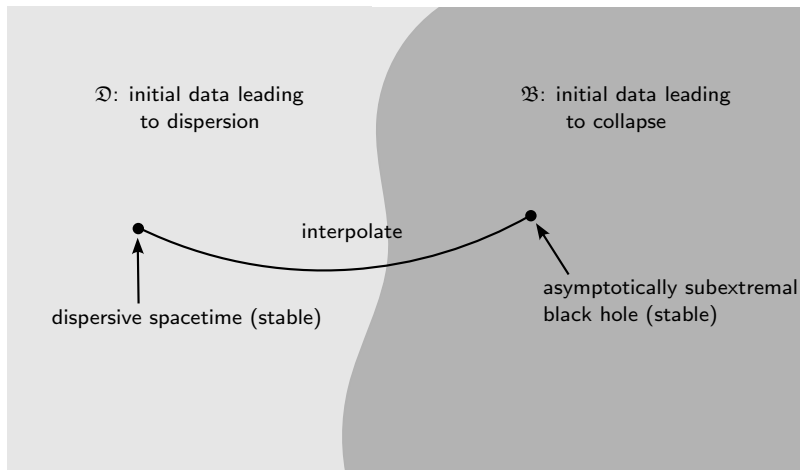 𝔇: initial data leading
to dispersion
𝔅: initial data leading
to collapse
interpolate
dispersive spacetime (stable)
asymptotically subextremal
black hole (stable)